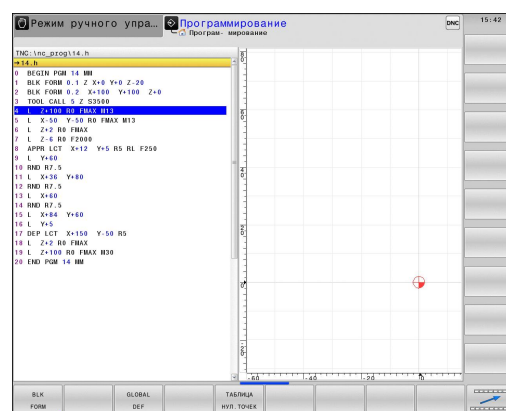 Режим ручного упра...
Программирование
Програм- мирование
DNC
15:42
TNC:\nc_prog\14.h
→14.h
0 BEGIN PGM 14 MM
1 BLK FORM 0.1 Z X+0 Y+0 Z-20
2 BLK FORM 0.2 X+100 Y+100 Z+0
3 TOOL CALL 5 Z S3500
4 L Z+100 R0 FMAX M13
5 L X-50 Y-50 R0 FMAX M13
6 L Z+2 R0 FMAX
7 L Z-6 R0 F2000
8 APPR LCT X+12 Y+5 R5 RL F250
9 L Y+60
10 RND R7.5
11 L X+36 Y+80
12 RND R7.5
13 L X+60
14 RND R7.5
15 L X+84 Y+60
16 L Y+5
17 DEP LCT X+150 Y-50 R5
18 L Z+2 R0 FMAX
19 L Z+100 R0 FMAX M30
20 END PGM 14 MM
-60 -40 -20 0
BLK FORM
GLOBAL DEF
ТАБЛИЦА НУЛ. ТОЧЕК